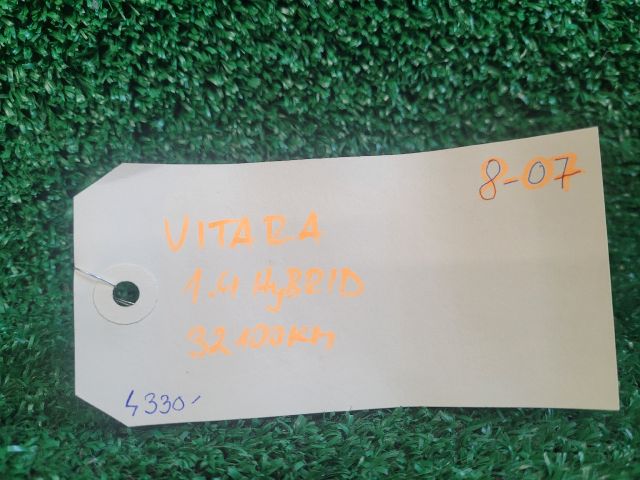 8-07
VITARA
1.4 HyBRID
32100KM
4330-